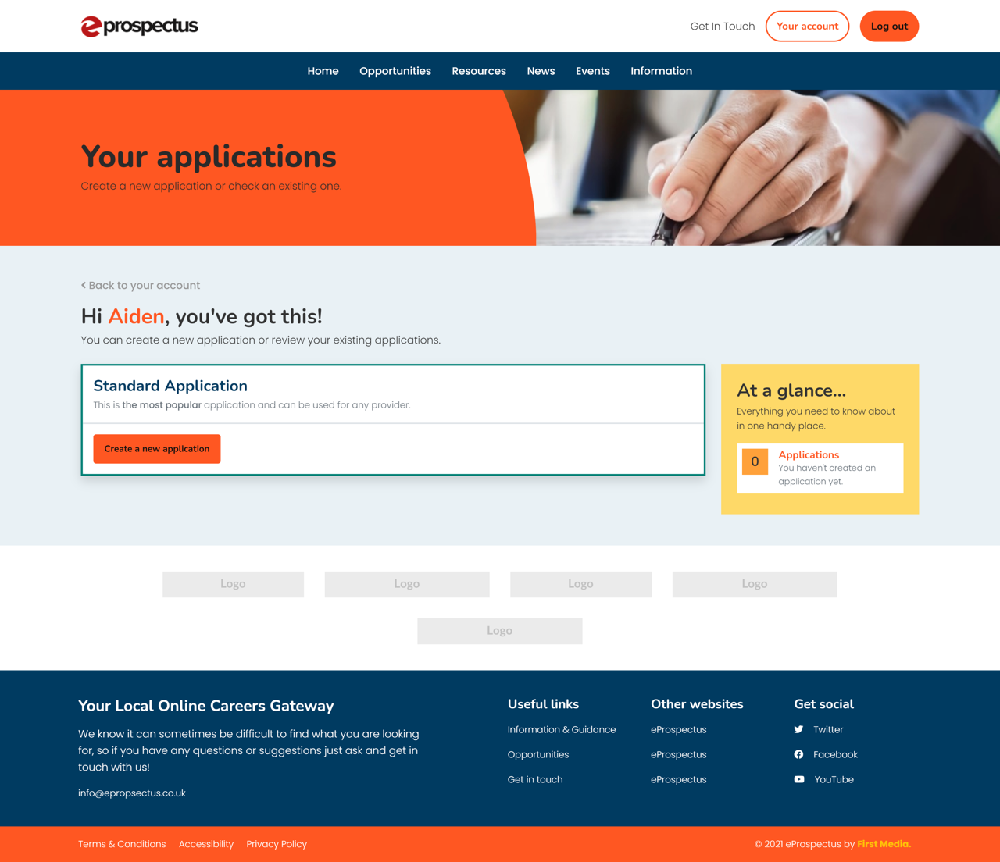 eprospectus
Get In Touch
Your account
Log out
Home
Opportunities
Resources
News
Events
Information
Your applications
Create a new application or check an existing one.
Back to your account
Hi Aiden, you've got this!
You can create a new application or review your existing applications.
Standard Application
This is the most popular application and can be used for any provider.
Create a new application
At a glance...
Everything you need to know about
in one handy place.
0
Applications
You haven't created an
application yet.
Logo
Logo
Logo
Logo
Logo
Your Local Online Careers Gateway
We know it can sometimes be difficult to find what you are looking
for, so if you have any questions or suggestions just ask and get in
touch with us!
info@epropsectus.co.uk
Useful links
Information & Guidance
Opportunities
Get in touch
Other websites
eProspectus
eProspectus
eProspectus
Get social
Twitter
Facebook
YouTube
Terms & Conditions
Accessibility
Privacy Policy
© 2021 eProspectus by First Media.